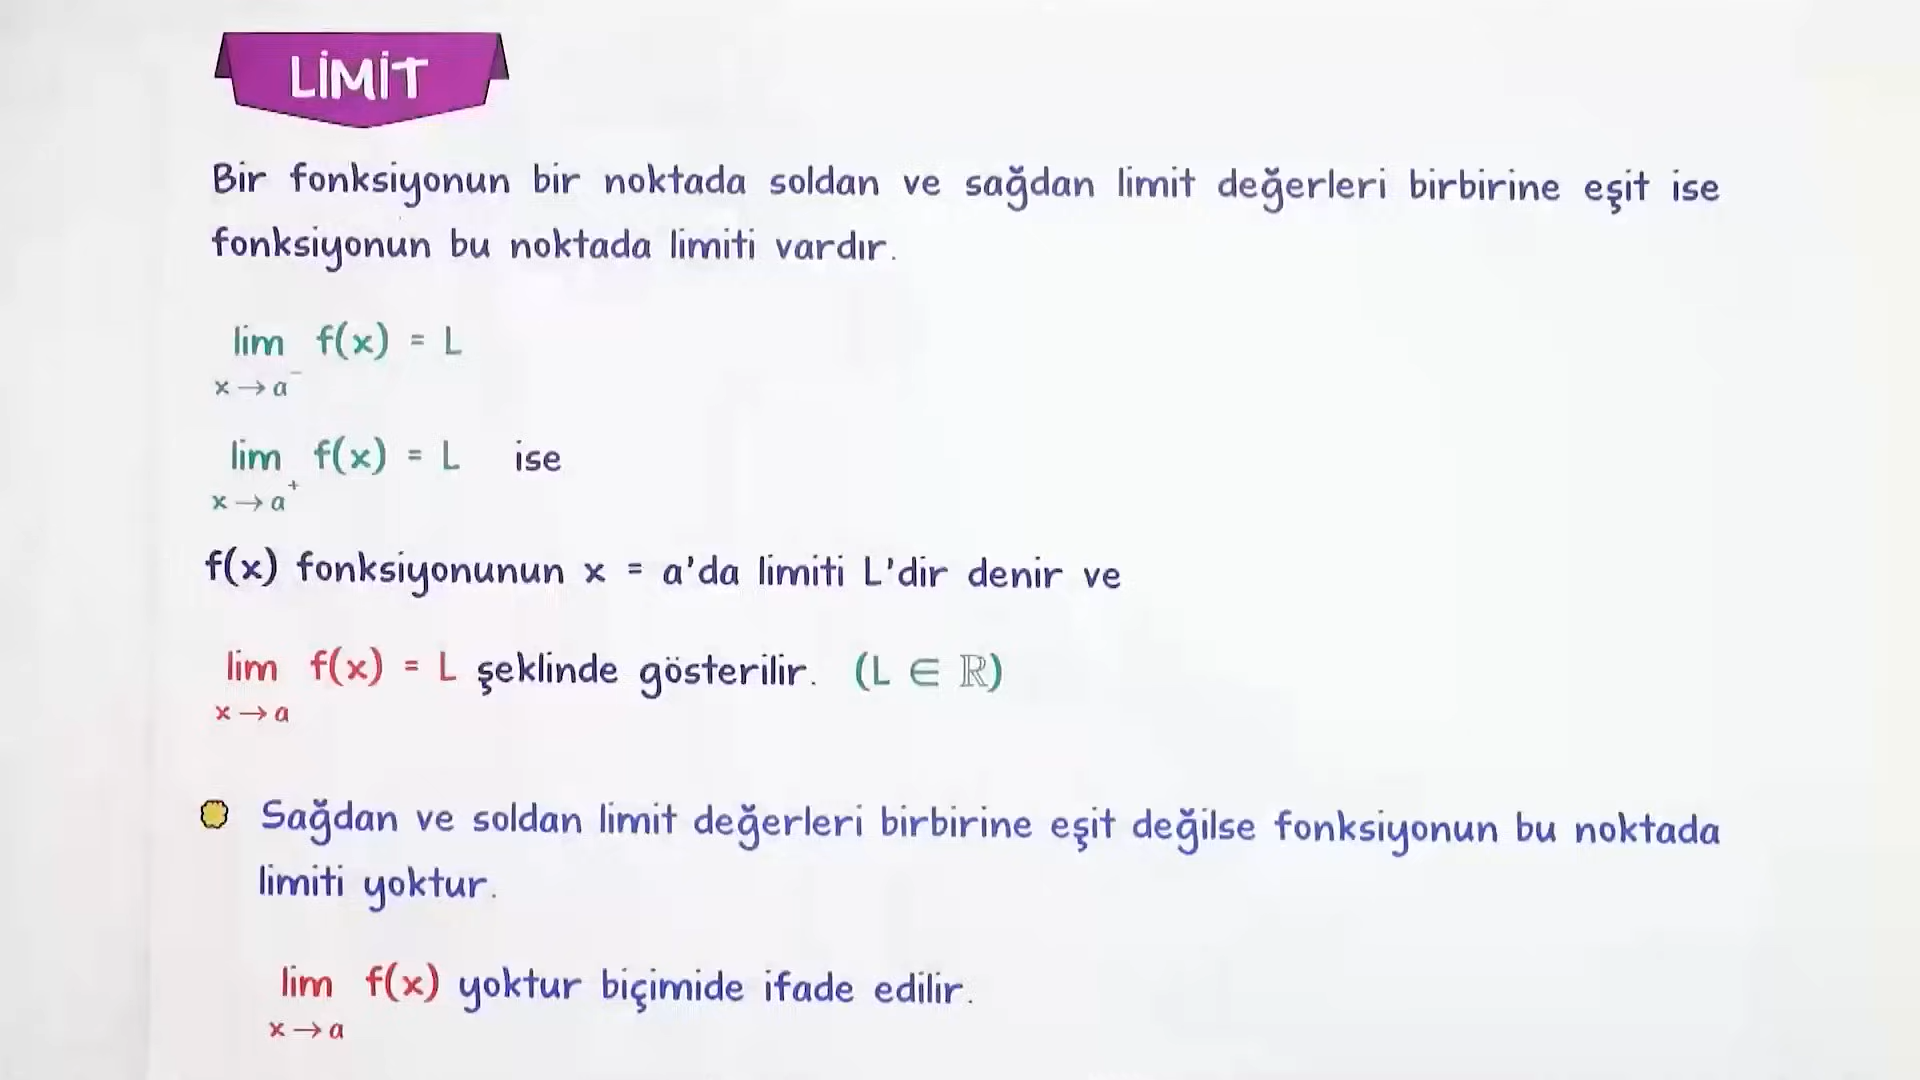 LİMİT
Bir fonksiyonun bir noktada soldan ve sağdan limit değerleri birbirine eşit ise
fonksiyonun bu noktada limiti vardır.
lim f(x) = L
x → a⁻
lim f(x) = L ise
x → a⁺
f(x) fonksiyonunun x = a'da limiti L'dir denir ve
lim f(x) = L şeklinde gösterilir. (L ∈ ℝ)
x → a
Sağdan ve soldan limit değerleri birbirine eşit değilse fonksiyonun bu noktada
limiti yoktur.
lim f(x) yoktur biçimide ifade edilir.
x → a